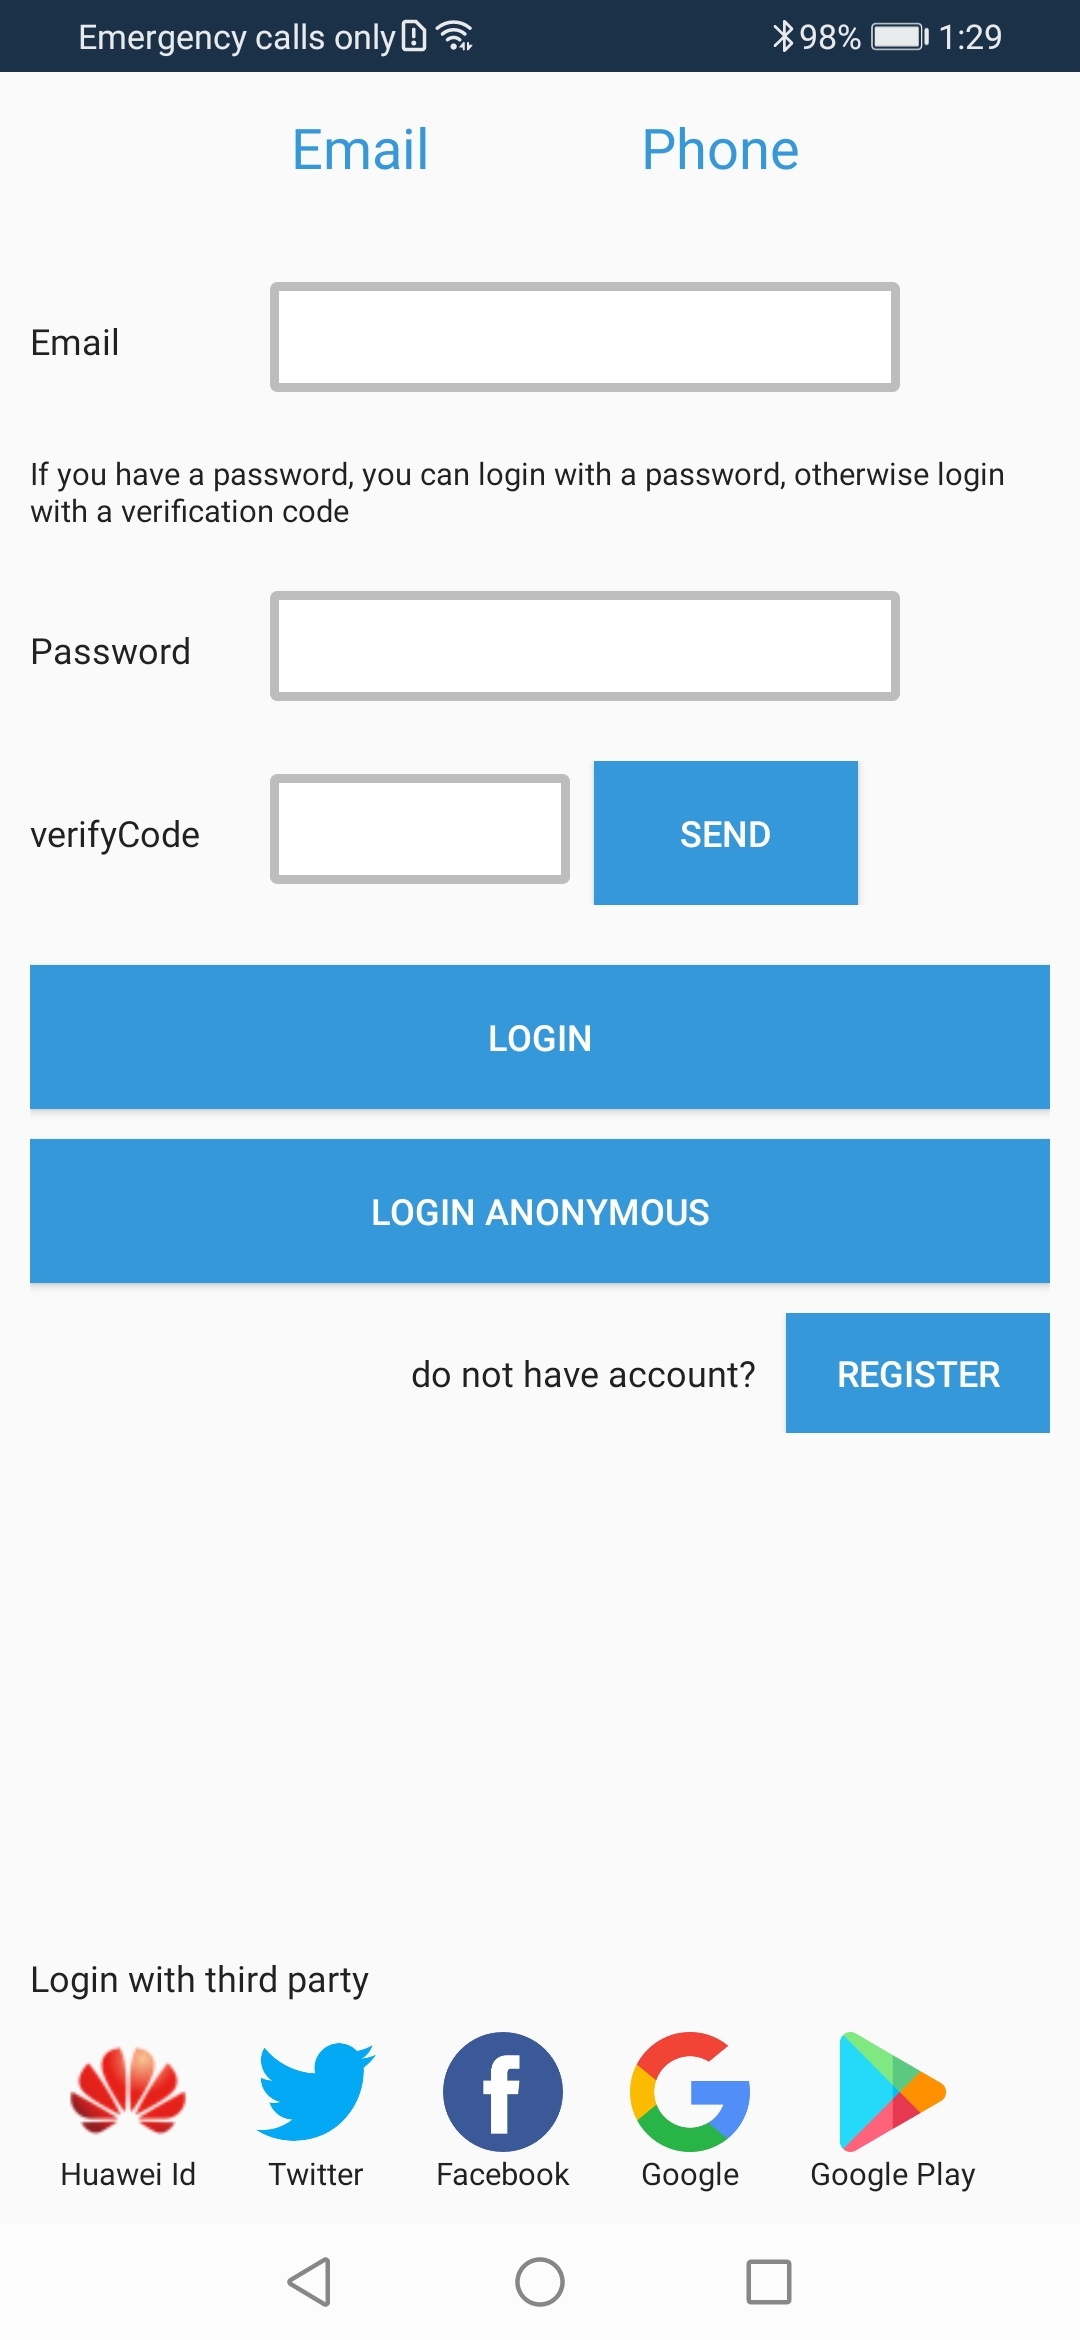 Emergency calls only 98% 1:29
Email Phone
Email
If you have a password, you can login with a password, otherwise login
with a verification code
Password
verifyCode SEND
LOGIN
LOGIN ANONYMOUS
do not have account? REGISTER
Login with third party
Huawei Id Twitter Facebook Google Google Play